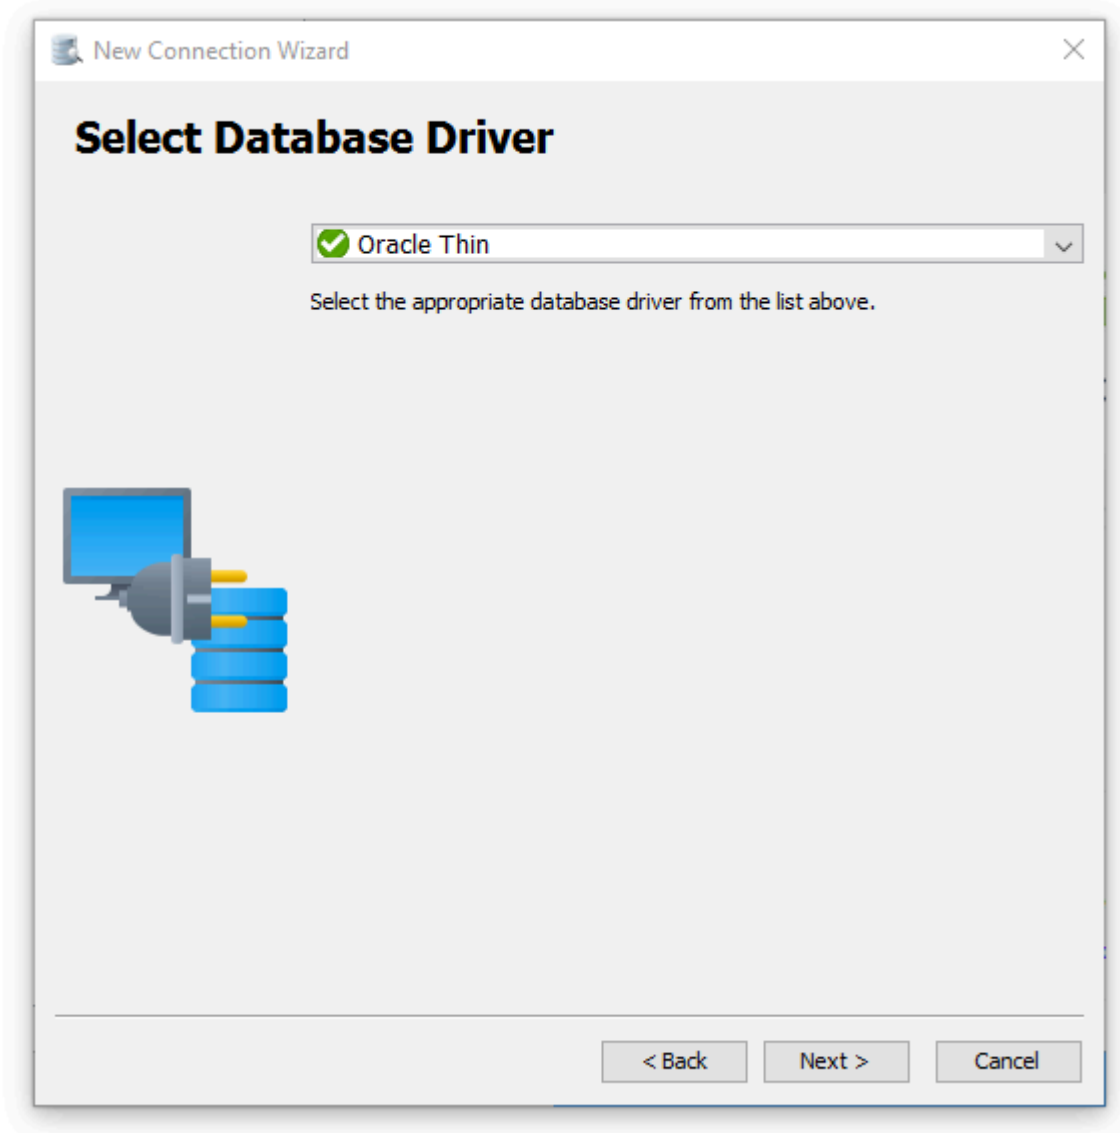 New Connection Wizard
Select Database Driver
Oracle Thin
Select the appropriate database driver from the list above.
< Back
Next >
Cancel